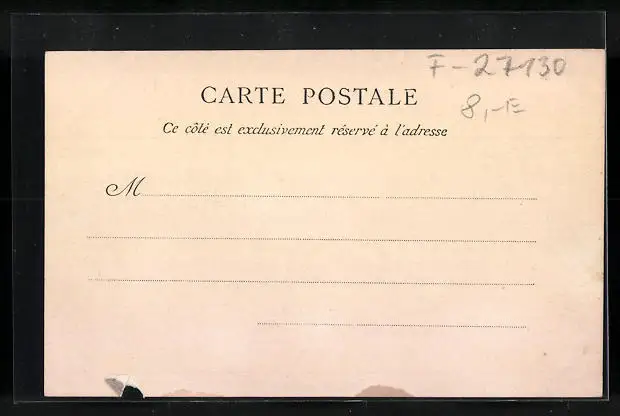 F-27130
CARTE POSTALE
8,-E
Ce côté est exclusivement réservé à l'adresse
M